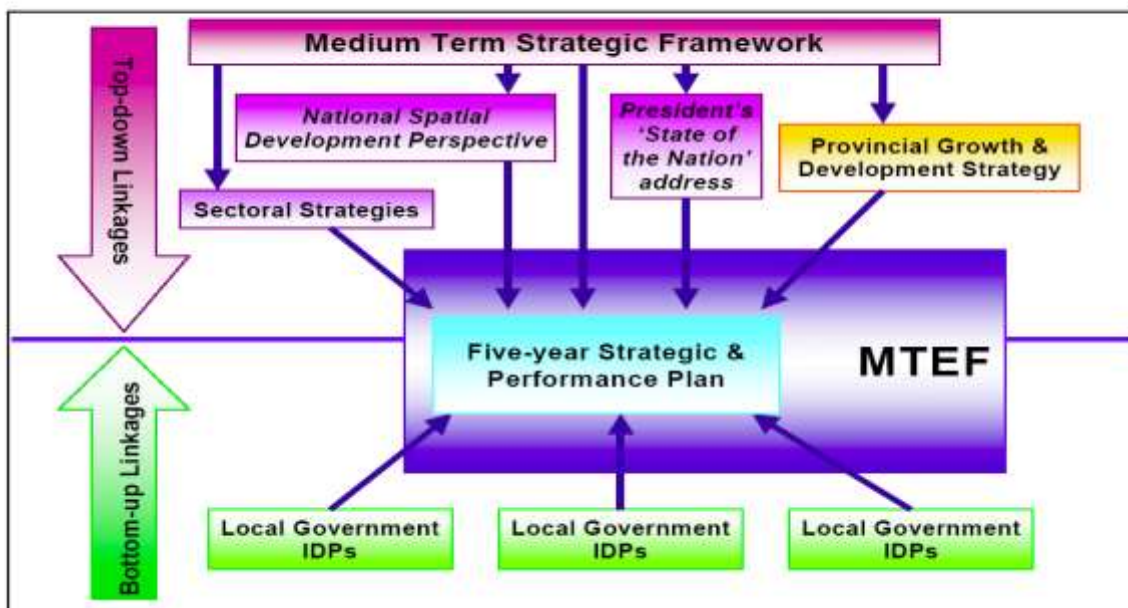 Medium Term Strategic Framework
Top-down Linkages
National Spatial
Development Perspective
President's
'State of
the Nation'
address
Provincial Growth &
Development Strategy
Sectoral Strategies
Five-year Strategic &
Performance Plan
MTEF
Bottom-up Linkages
Local Government
IDPs
Local Government
IDPs
Local Government
IDPs